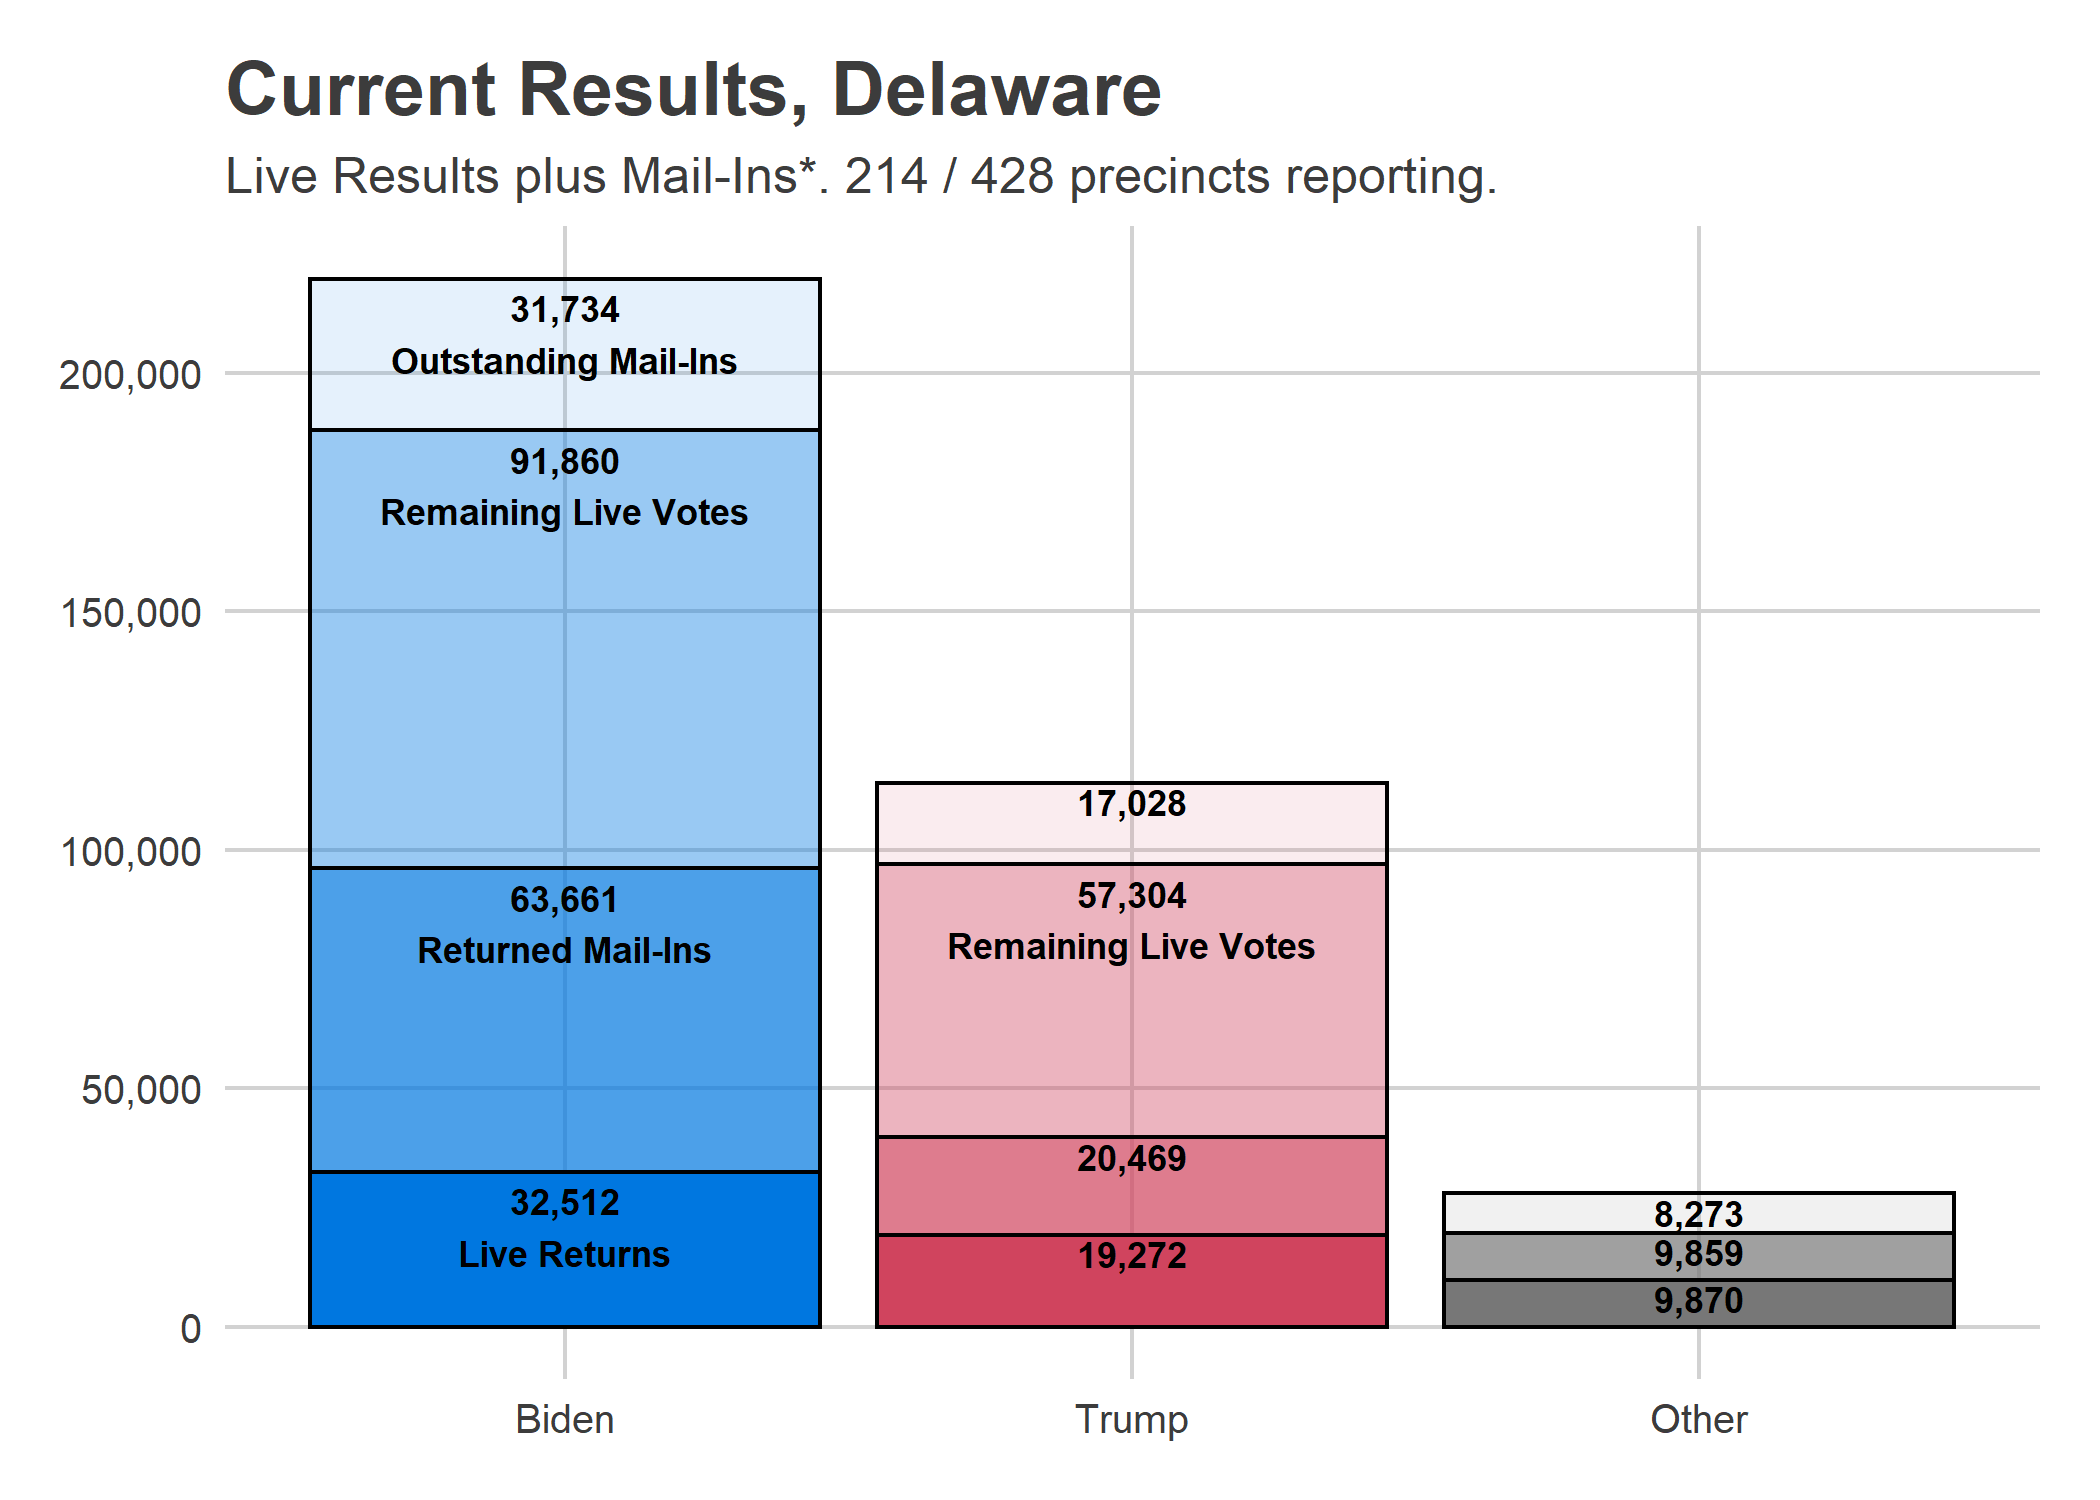 Current Results, Delaware
Live Results plus Mail-Ins*. 214 / 428 precincts reporting.
200,000
150,000
100,000
50,000
0
31,734
Outstanding Mail-Ins
91,860
Remaining Live Votes
63,661
Returned Mail-Ins
32,512
Live Returns
17,028
57,304
Remaining Live Votes
20,469
19,272
8,273
9,859
9,870
Biden
Trump
Other